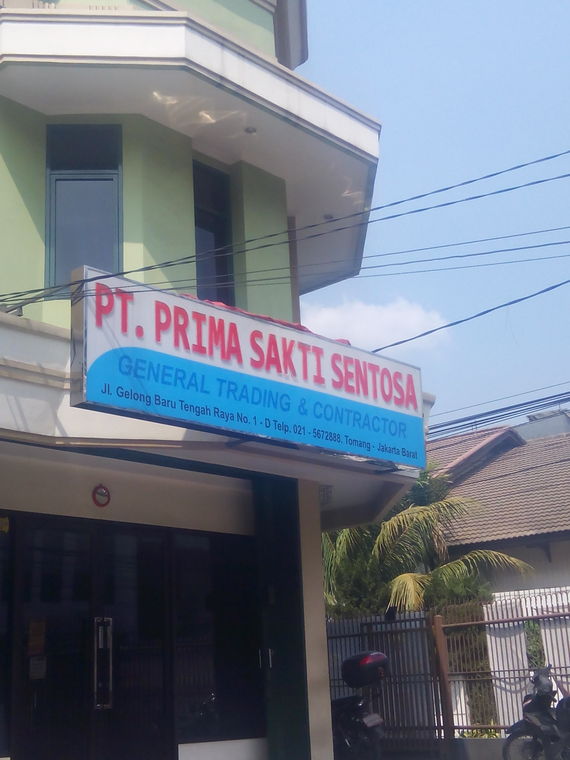 PT. PRIMA SAKTI SENTOSA
GENERAL TRADING & CONTRACTOR
Jl. Gelong Baru Tengah Raya No. 1 - D Telp. 021 - 5672888. Tomang - Jakarta Barat